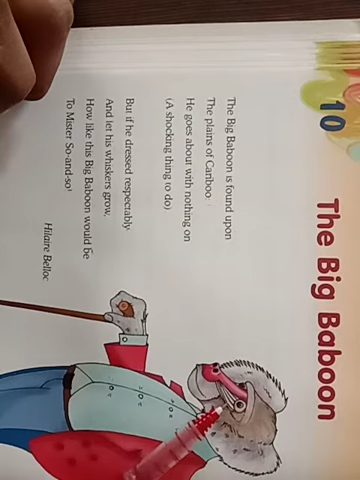 10
The Big Baboon
The Big Baboon is found upon
The plains of Cariboo:
He goes about with nothing on
(A shocking thing to do)
But if he dressed respectably
And let his whiskers grow,
How like this Big Baboon would be
To Mister So-and-so!
Hilaire Belloc